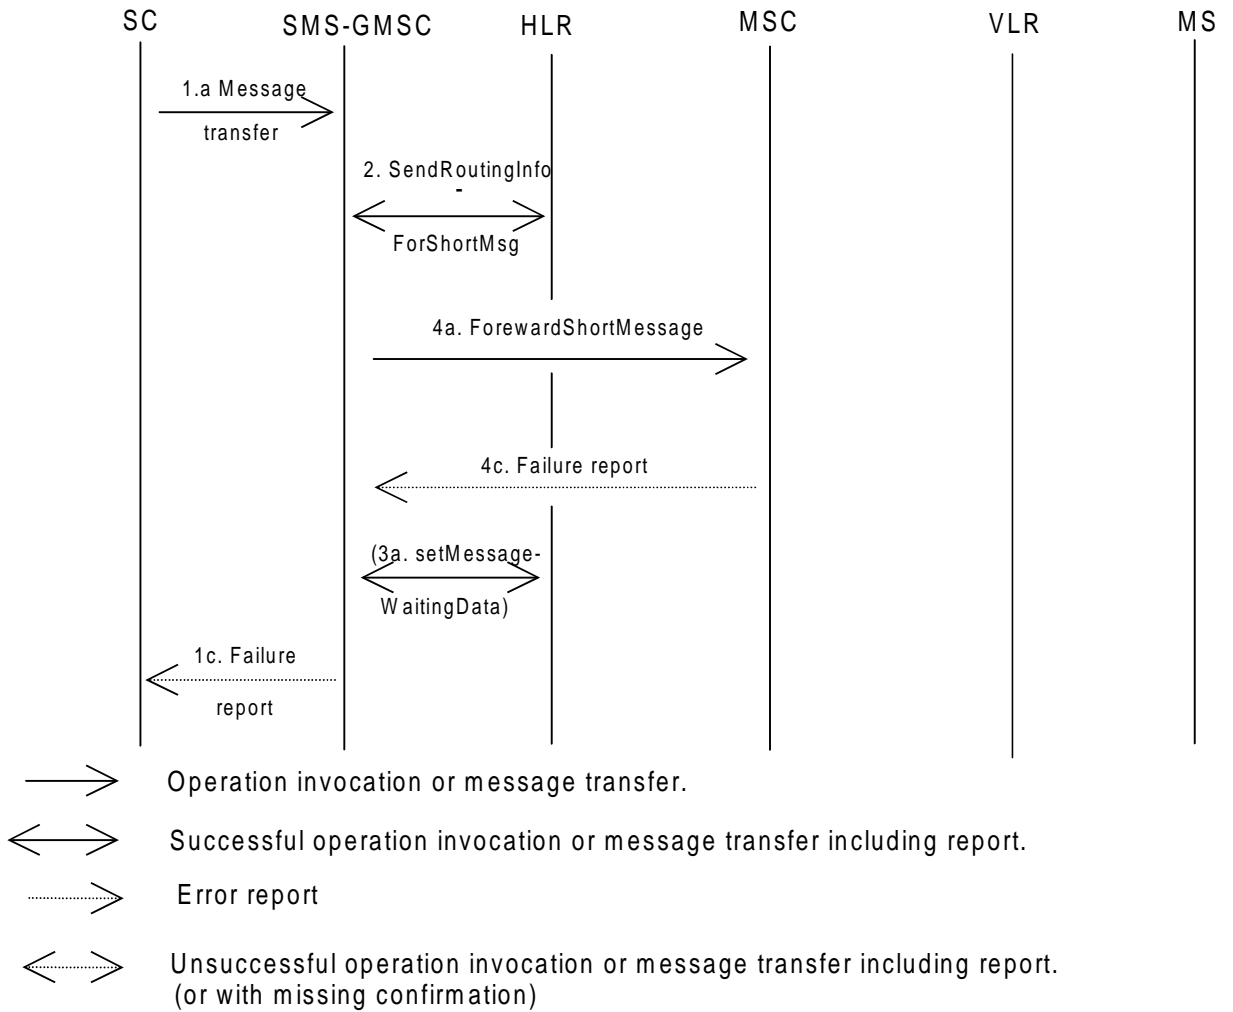 SC SMS-GMSC HLR MSC VLR MS
1.a Message
transfer
2. SendRoutingInfo
-
ForShortMsg
4a. ForewardShortMessage
4c. Failure report
(3a. setMessage-
WaitingData)
1c. Failure
report
Operation invocation or message transfer.
Successful operation invocation or message transfer including report.
Error report
Unsuccessful operation invocation or message transfer including report.
(or with missing confirmation)